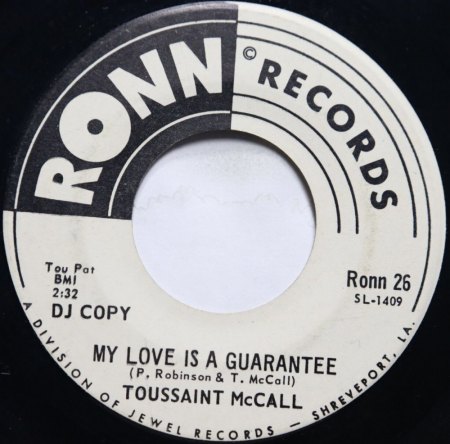 RONN © RECORDS
Tou Pat
BMI
2:32
DJ COPY
Ronn 26
SL-1409
MY LOVE IS A GUARANTEE
(P. Robinson & T. McCall)
TOUSSAINT McCALL
A DIVISION OF JEWEL RECORDS - SHREVEPORT, LA.